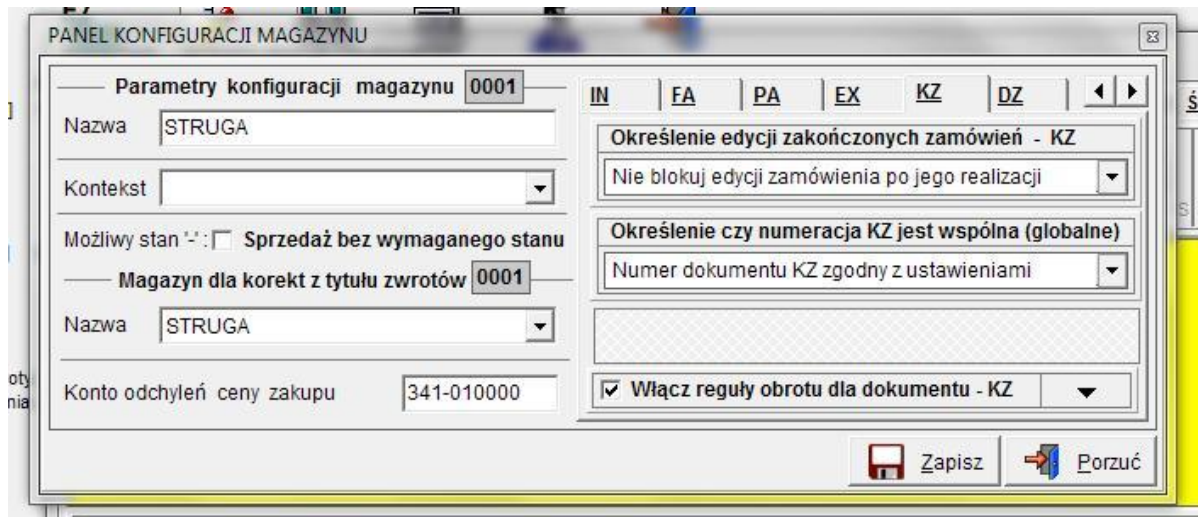 PANEL KONFIGURACJI MAGAZYNU
Parametry konfiguracji magazynu 0001
Nazwa STRUGA
Kontekst
Możliwy stan '-' : Sprzedaż bez wymaganego stanu
Magazyn dla korekt z tytułu zwrotów 0001
Nazwa STRUGA
Konto odchyleń ceny zakupu 341-010000
IN FA PA EX KZ DZ
Określenie edycji zakończonych zamówień - KZ
Nie blokuj edycji zamówienia po jego realizacji
Określenie czy numeracja KZ jest wspólna (globalne)
Numer dokumentu KZ zgodny z ustawieniami
Włącz reguły obrotu dla dokumentu - KZ
Zapisz Porzuć